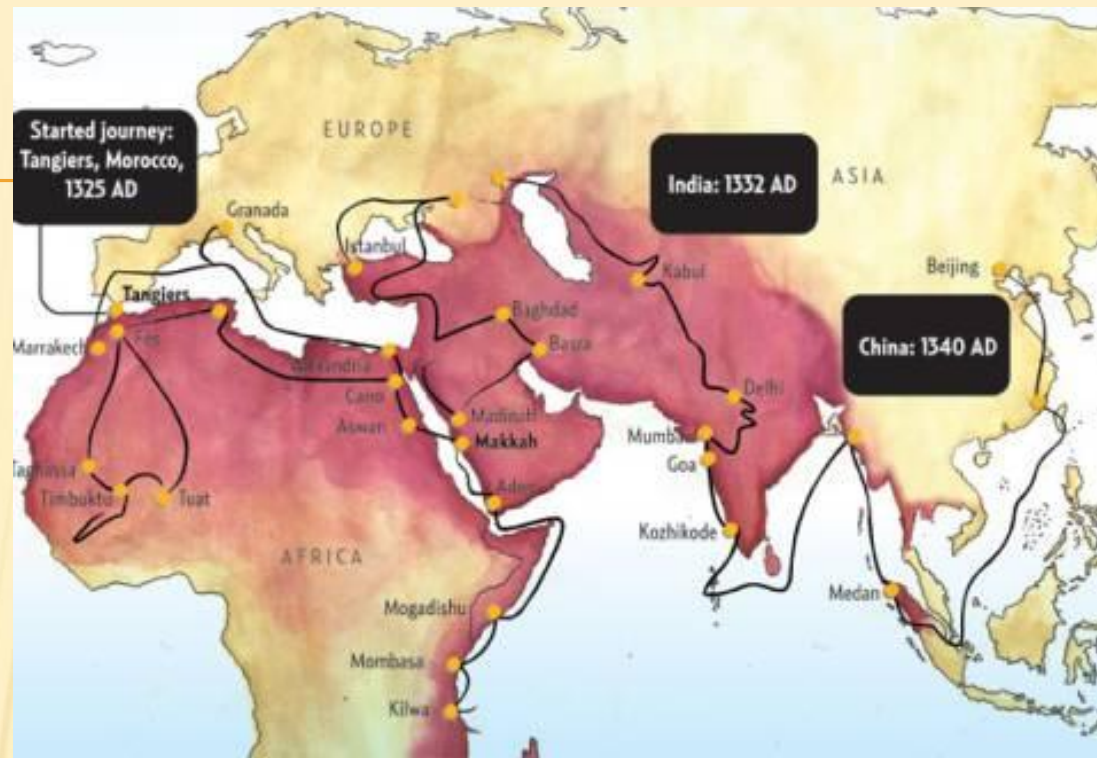 Started journey:
Tangiers, Morocco,
1325 AD
EUROPE
India: 1332 AD
ASIA
Granada
Istanbul
Kabul
Beijing
Tangiers
Fes
Baghdad
Marrakech
Basra
China: 1340 AD
Alexandria
Cairo
Delhi
Madinah
Aswan
Makkah
Mumbai
Goa
Timbuktu
Tuat
Aden
Kozhikode
AFRICA
Medan
Mogadishu
Mombasa
Kilwa